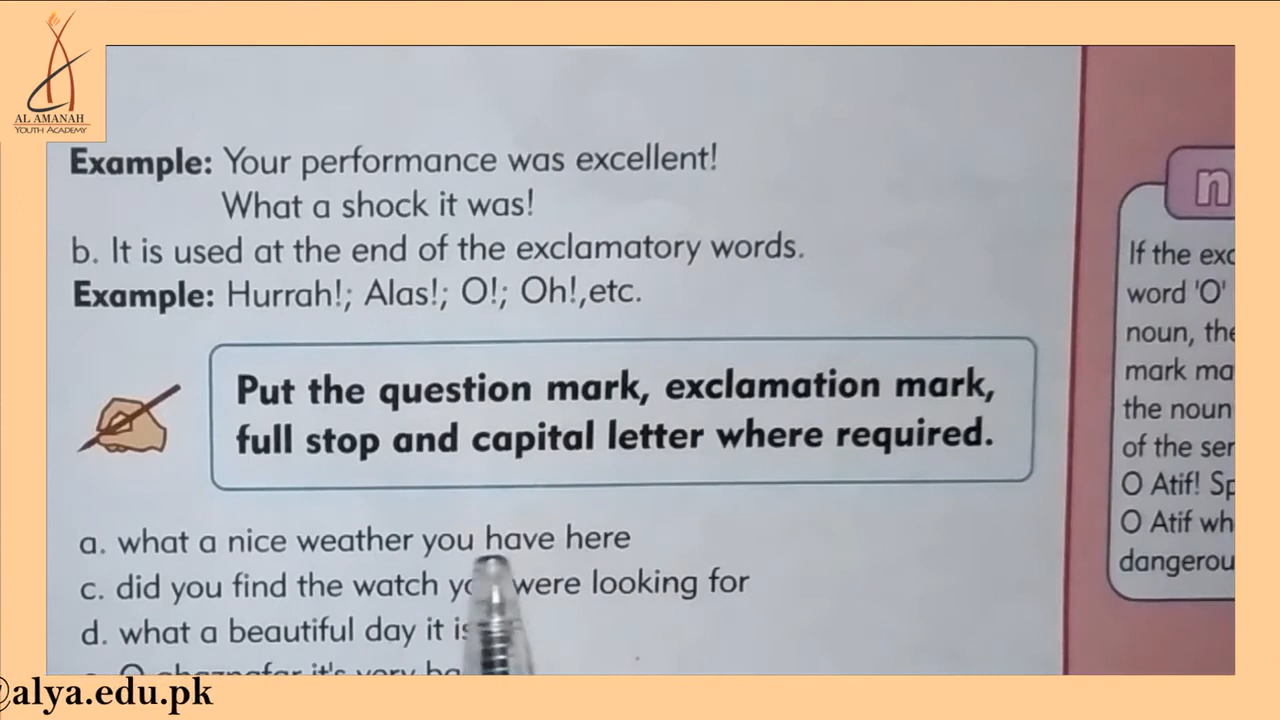 AL AMANAH
YOUTH ACADEMY
Example: Your performance was excellent!
What a shock it was!
b. It is used at the end of the exclamatory words.
Example: Hurrah!; Alas!; O!; Oh!,etc.
Put the question mark, exclamation mark,
full stop and capital letter where required.
a. what a nice weather you have here
c. did you find the watch were looking for
d. what a beautiful day it is
O ghaznafar it's very
n
If the exc
word 'O'
noun, the
mark ma
the noun
of the ser
O Atif! Sp
O Atif wh
dangerou
@alya.edu.pk